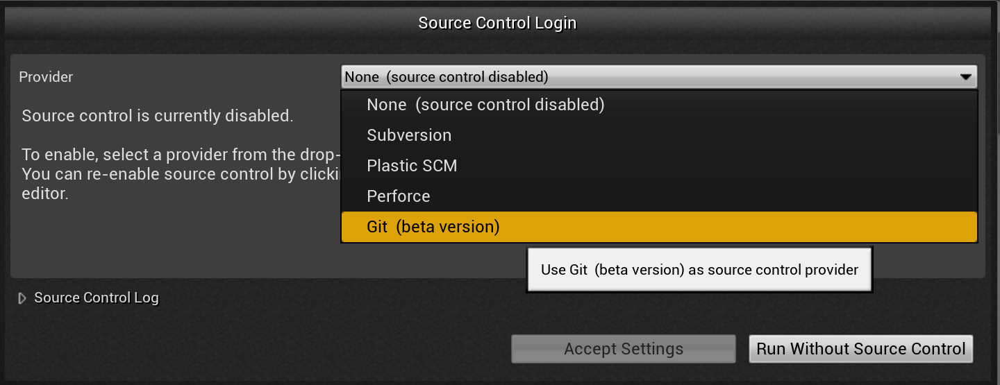 Source Control Login
Provider
None  (source control disabled)
None  (source control disabled)
Subversion
Plastic SCM
Perforce
Git  (beta version)
Source control is currently disabled.
To enable, select a provider from the drop-
You can re-enable source control by
editor.
Use Git  (beta version) as source control provider
Source Control Log
Accept Settings
Run Without Source Control